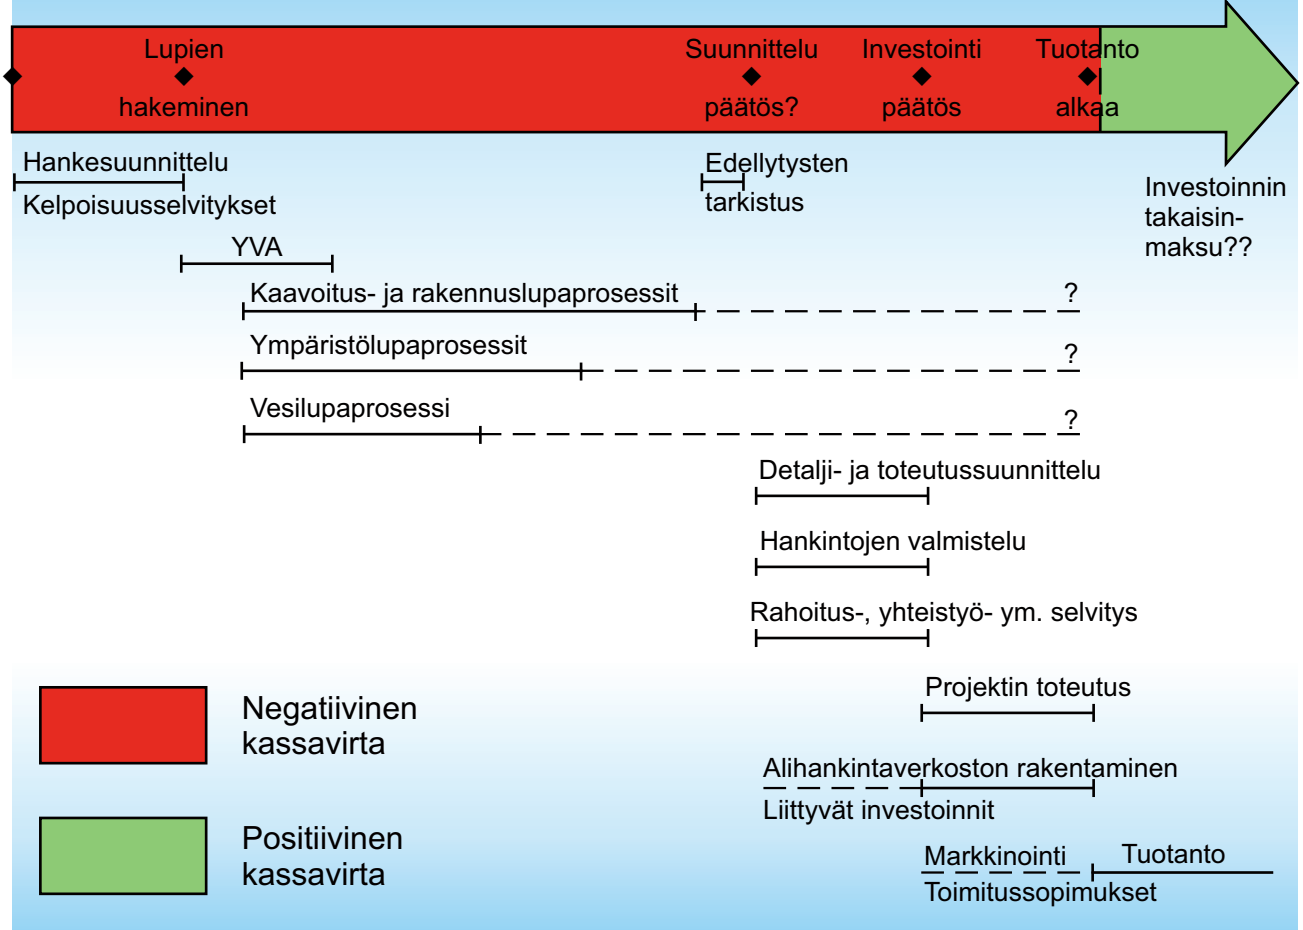 Lupien
hakeminen
Suunnittelu
päätös?
Investointi
päätös
Tuotanto
alkaa
Hankesuunnittelu
Kelpoisuusselvitykset
Edellytysten
tarkistus
Investoinnin
takaisin-
maksu??
YVA
Kaavoitus- ja rakennuslupaprosessit
?
Ympäristölupaprosessit
?
Vesilupaprosessi
?
Detalji- ja toteutussuunnittelu
Hankintojen valmistelu
Rahoitus-, yhteistyö- ym. selvitys
Projektin toteutus
Negatiivinen
kassavirta
Alihankintaverkoston rakentaminen
Liittyvät investoinnit
Positiivinen
kassavirta
Markkinointi
Toimitussopimukset
Tuotanto